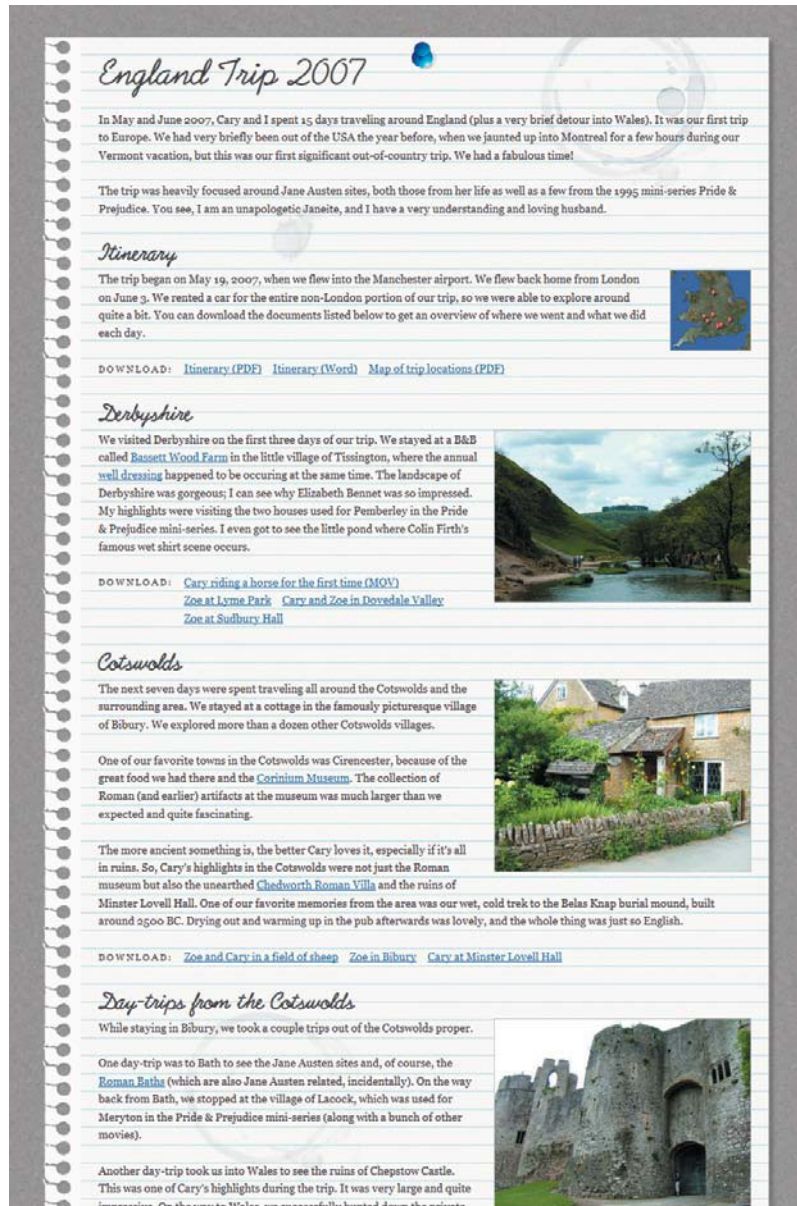 England Trip 2007
In May and June 2007, Cary and I spent 15 days traveling around England (plus a very brief detour into Wales). It was our first trip
to Europe. We had very briefly been out of the USA the year before, when we jaunted up into Montreal for a few hours during our
Vermont vacation, but this was our first significant out-of-country trip. We had a fabulous time!
The trip was heavily focused around Jane Austen sites, both those from her life as well as a few from the 1995 mini-series Pride &
Prejudice. You see, I am an unapologetic Janeite, and I have a very understanding and loving husband.
Itinerary
The trip began on May 19, 2007, when we flew into the Manchester airport. We flew back home from London
on June 3. We rented a car for the entire non-London portion of our trip, so we were able to explore around
quite a bit. You can download the documents listed below to get an overview of where we went and what we did
each day.
DOWNLOAD: Itinerary (PDF) Itinerary (Word) Map of trip locations (PDF)
Derbyshire
We visited Derbyshire on the first three days of our trip. We stayed at a B&B
called Bassett Wood Farm in the little village of Tissington, where the annual
well dressing happened to be occuring at the same time. The landscape of
Derbyshire was gorgeous; I can see why Elizabeth Bennet was so impressed.
My highlights were visiting the two houses used for Pemberley in the Pride
& Prejudice mini-series. I even got to see the little pond where Colin Firth's
famous wet shirt scene occurs.
DOWNLOAD: Cary riding a horse for the first time (MOV)
Zoe at Lyme Park Cary and Zoe in Dovedale Valley
Zoe at Sudbury Hall
Cotswolds
The next seven days were spent traveling all around the Cotswolds and the
surrounding area. We stayed at a cottage in the famously picturesque village
of Bibury. We explored more than a dozen other Cotswolds villages.
One of our favorite towns in the Cotswolds was Cirencester, because of the
great food we had there and the Corinium Museum. The collection of
Roman (and earlier) artifacts at the museum was much larger than we
expected and quite fascinating.
The more ancient something is, the better Cary loves it, especially if it's all
in ruins. So, Cary's highlights in the Cotswolds were not just the Roman
museum but also the unearthed Chedworth Roman Villa and the ruins of
Minster Lovell Hall. One of our favorite memories from the area was our wet, cold trek to the Belas Knap burial mound, built
around 2500 BC. Drying out and warming up in the pub afterwards was lovely, and the whole thing was just so English.
DOWNLOAD: Zoe and Cary in a field of sheep Zoe in Bibury Cary at Minster Lovell Hall
Day-trips from the Cotswolds
While staying in Bibury, we took a couple trips out of the Cotswolds proper.
One day-trip was to Bath to see the Jane Austen sites and, of course, the
Roman Baths (which are also Jane Austen related, incidentally). On the way
back from Bath, we stopped at the village of Lacock, which was used for
Meryton in the Pride & Prejudice mini-series (along with a bunch of other
movies).
Another day-trip took us into Wales to see the ruins of Chepstow Castle.
This was one of Cary's highlights during the trip. It was very large and quite
impressive. On the way to Wales, we successfully hunted down the private